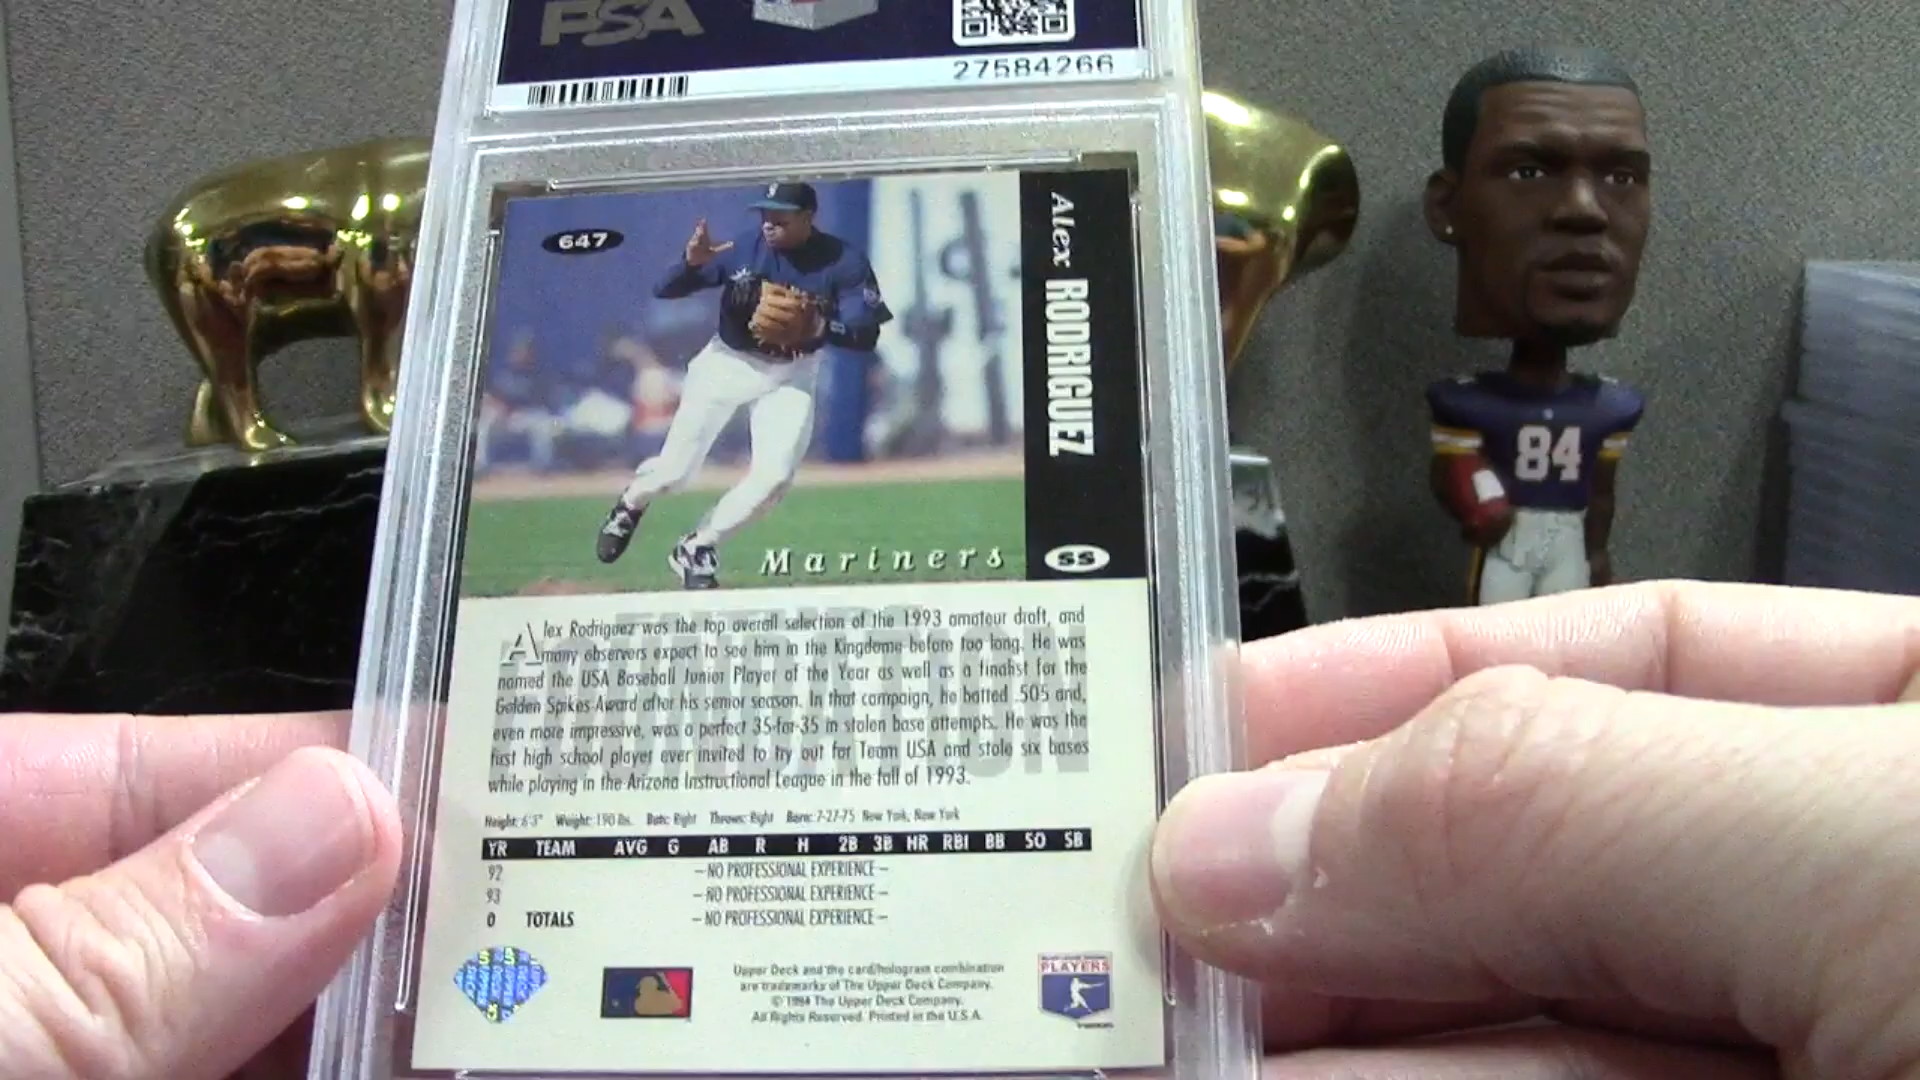 PSA
27584266
647
Alex RODRIGUEZ
SS
Mariners
Alex Rodriguez was the top overall selection of the 1993 amateur draft, and
many observers expect to see him in the Kingdome before too long. He was
named the USA Baseball Junior Player of the Year as well as a finalist for the
Golden Spikes Award after his senior season. In that campaign, he batted .505 and,
even more impressive, was a perfect 35-for-35 in stolen base attempts. He was the
first high school player ever invited to try out for Team USA and stole six bases
while playing in the Arizona Instructional League in the fall of 1993.
Height: 6'3" Weight: 190 lbs. Bats: Right Throws: Right Born: 7-27-75 New York, New York
YR TEAM AVG G AB R H 2B 3B HR RBI BB SO SB
92 –NO PROFESSIONAL EXPERIENCE–
93 –NO PROFESSIONAL EXPERIENCE–
0 TOTALS –NO PROFESSIONAL EXPERIENCE–
Upper Deck and the card/hologram combination
are trademarks of The Upper Deck Company.
© 1994 The Upper Deck Company.
All Rights Reserved. Printed in the U.S.A.
PLAYERS
84